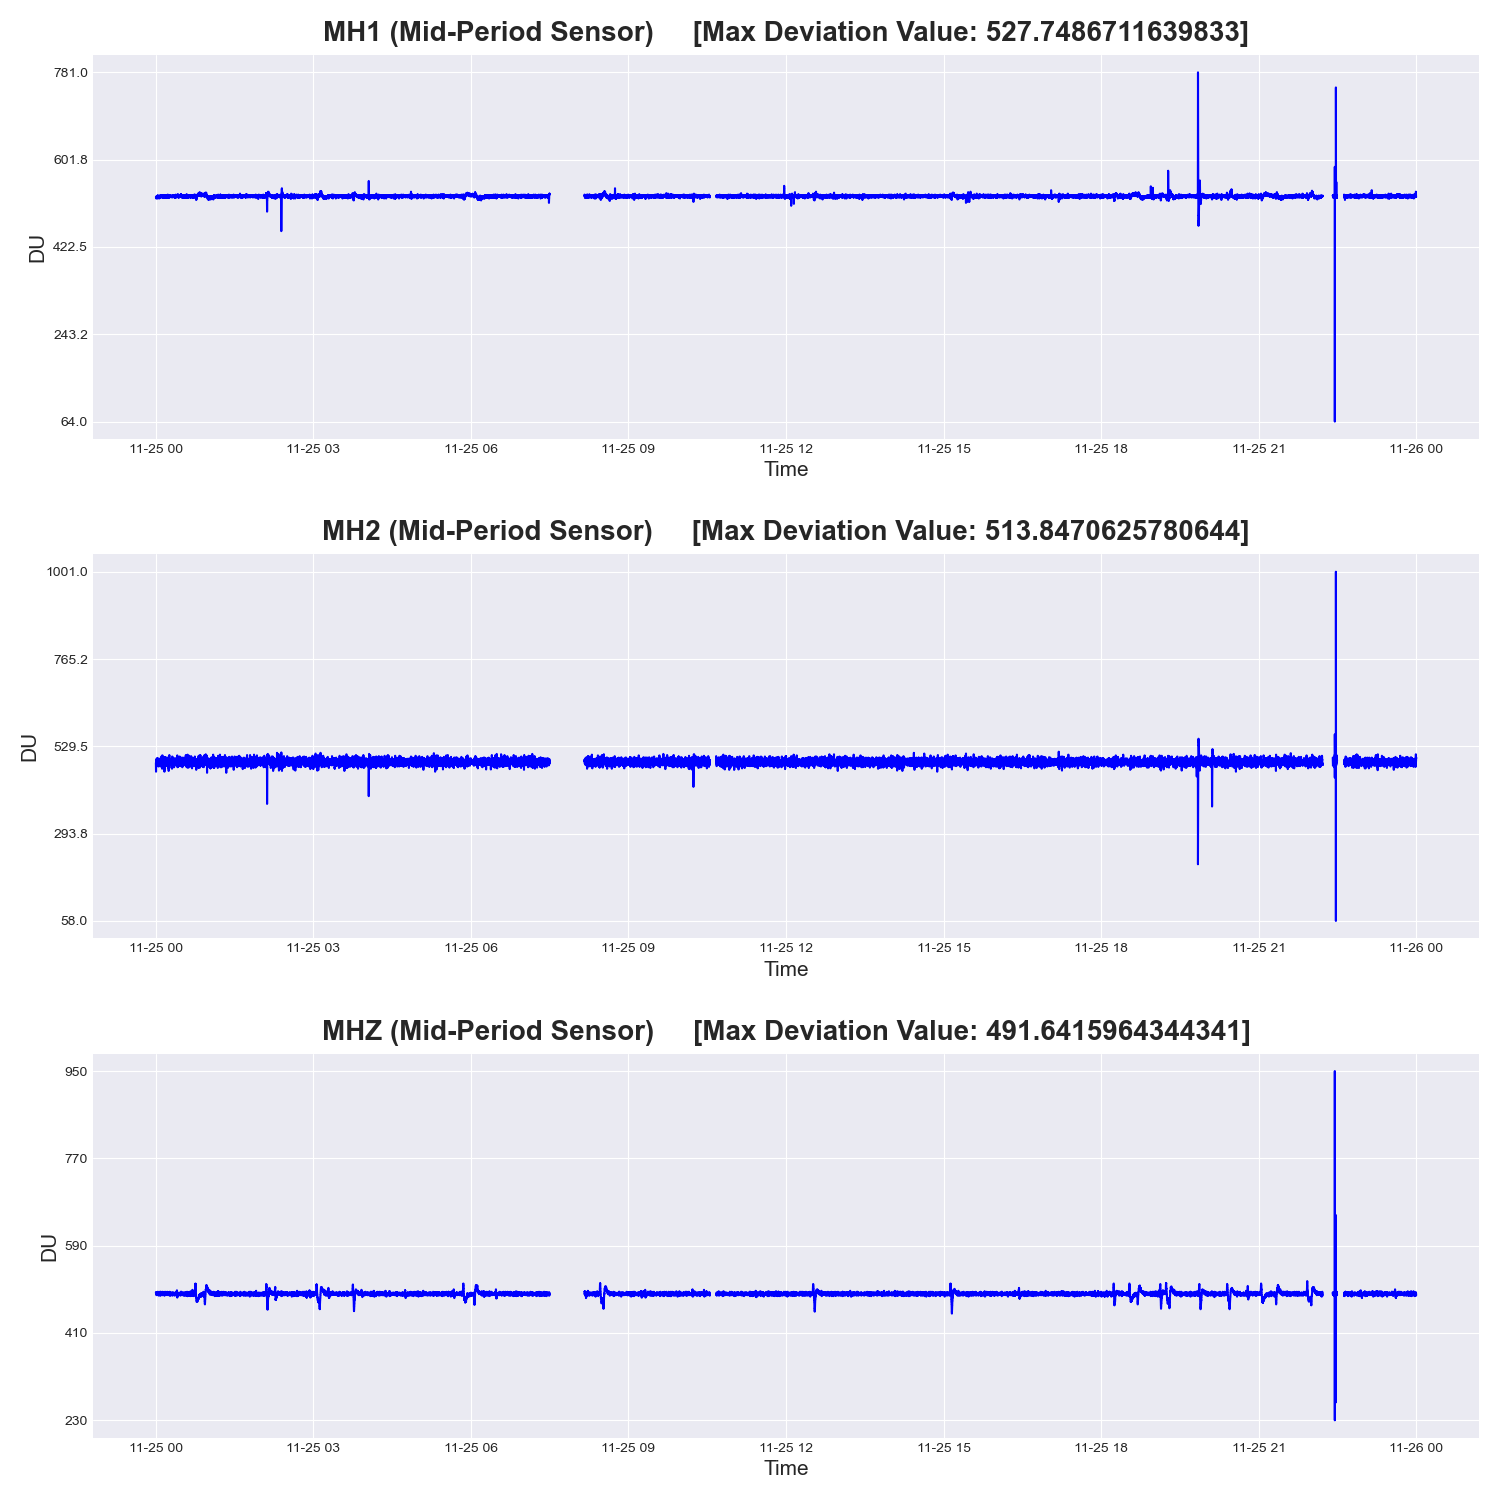 MH1 (Mid-Period Sensor) [Max Deviation Value: 527.7486711639833]
781.0
601.8
422.5
243.2
64.0
DU
11-25 00 11-25 03 11-25 06 11-25 09 11-25 12 11-25 15 11-25 18 11-25 21 11-26 00
Time
MH2 (Mid-Period Sensor) [Max Deviation Value: 513.8470625780644]
1001.0
765.2
529.5
293.8
58.0
DU
11-25 00 11-25 03 11-25 06 11-25 09 11-25 12 11-25 15 11-25 18 11-25 21 11-26 00
Time
MHZ (Mid-Period Sensor) [Max Deviation Value: 491.6415964344341]
950
770
590
410
230
DU
11-25 00 11-25 03 11-25 06 11-25 09 11-25 12 11-25 15 11-25 18 11-25 21 11-26 00
Time